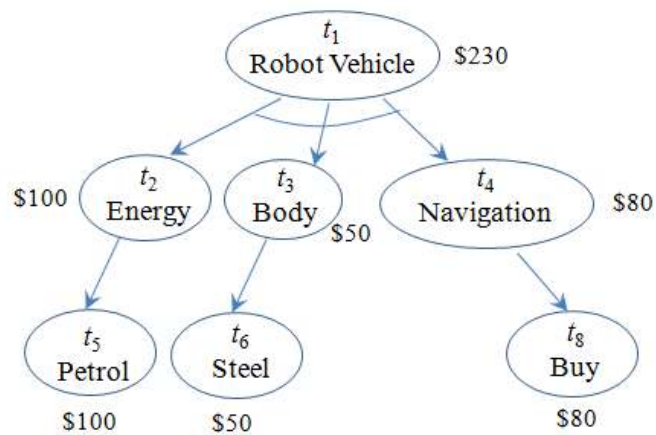 t₁
Robot Vehicle
$230
t₂
Energy
$100
t₃
Body
$50
t₄
Navigation
$80
t₅
Petrol
$100
t₆
Steel
$50
t₈
Buy
$80